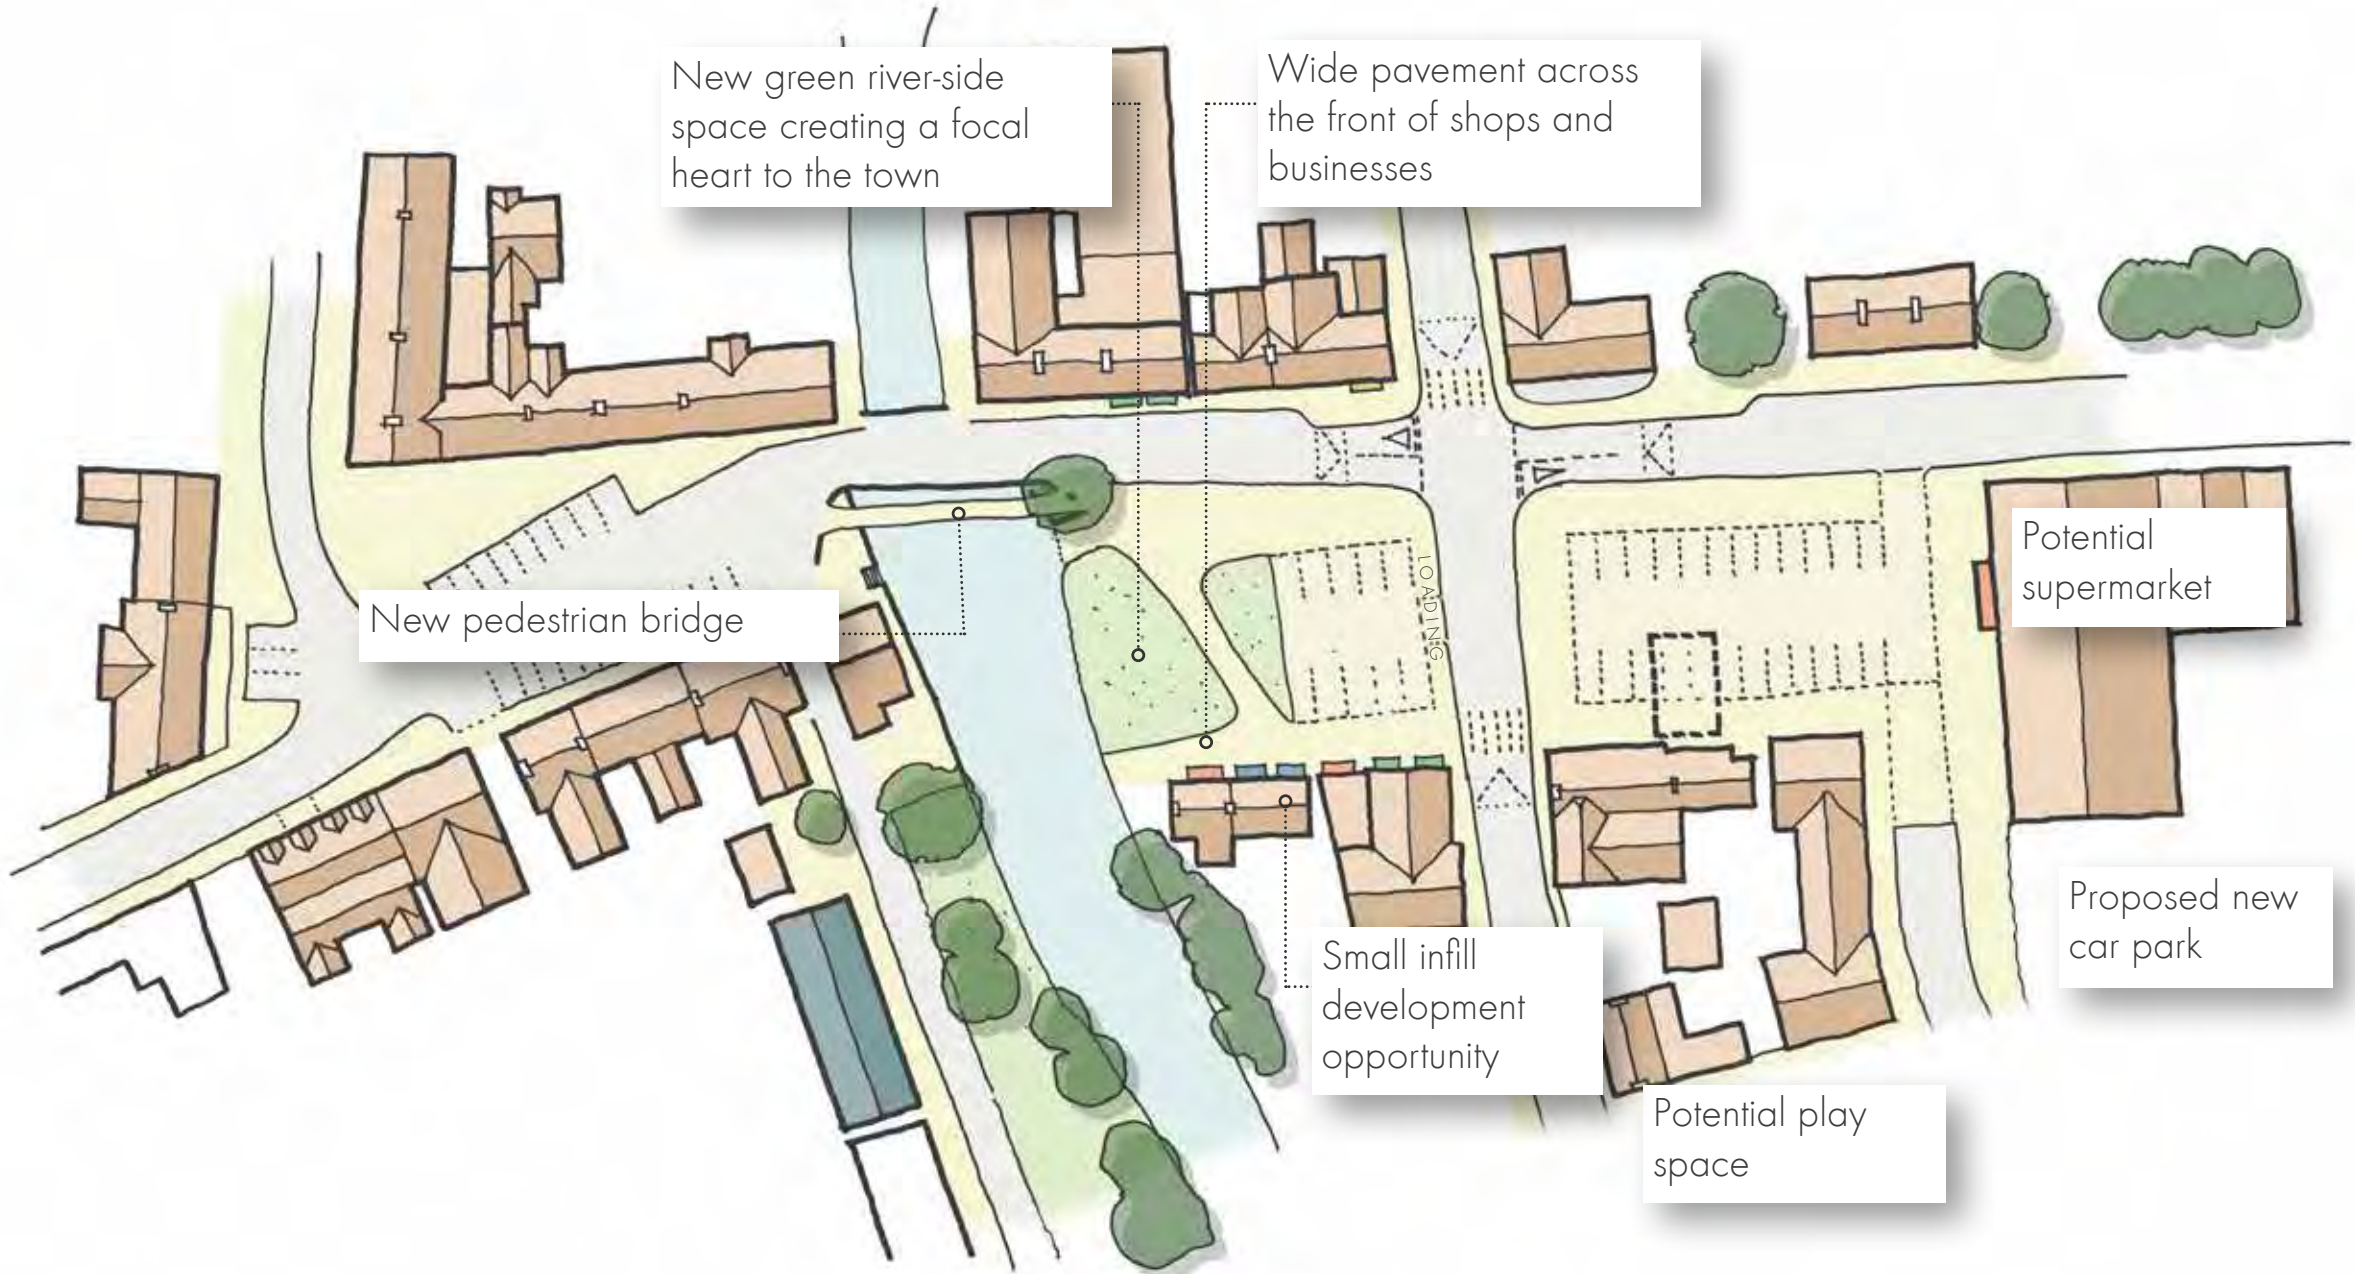 New green river-side
space creating a focal
heart to the town
Wide pavement across
the front of shops and
businesses
Potential
supermarket
LOADING
New pedestrian bridge
Proposed new
car park
Small infill
development
opportunity
Potential play
space